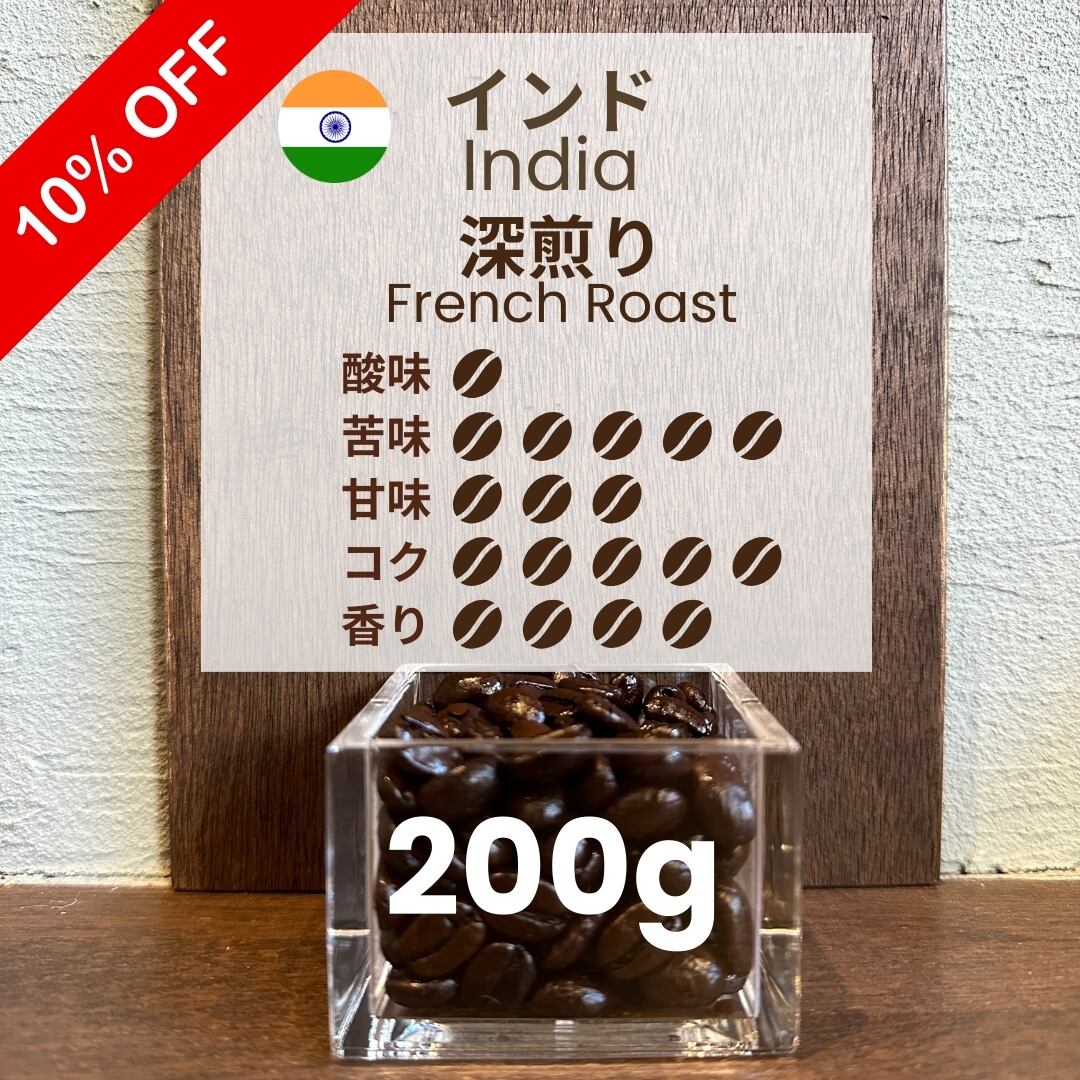 10% OFF
インド
India
深煎り
French Roast
酸味
苦味
甘味
コク
香り
200g